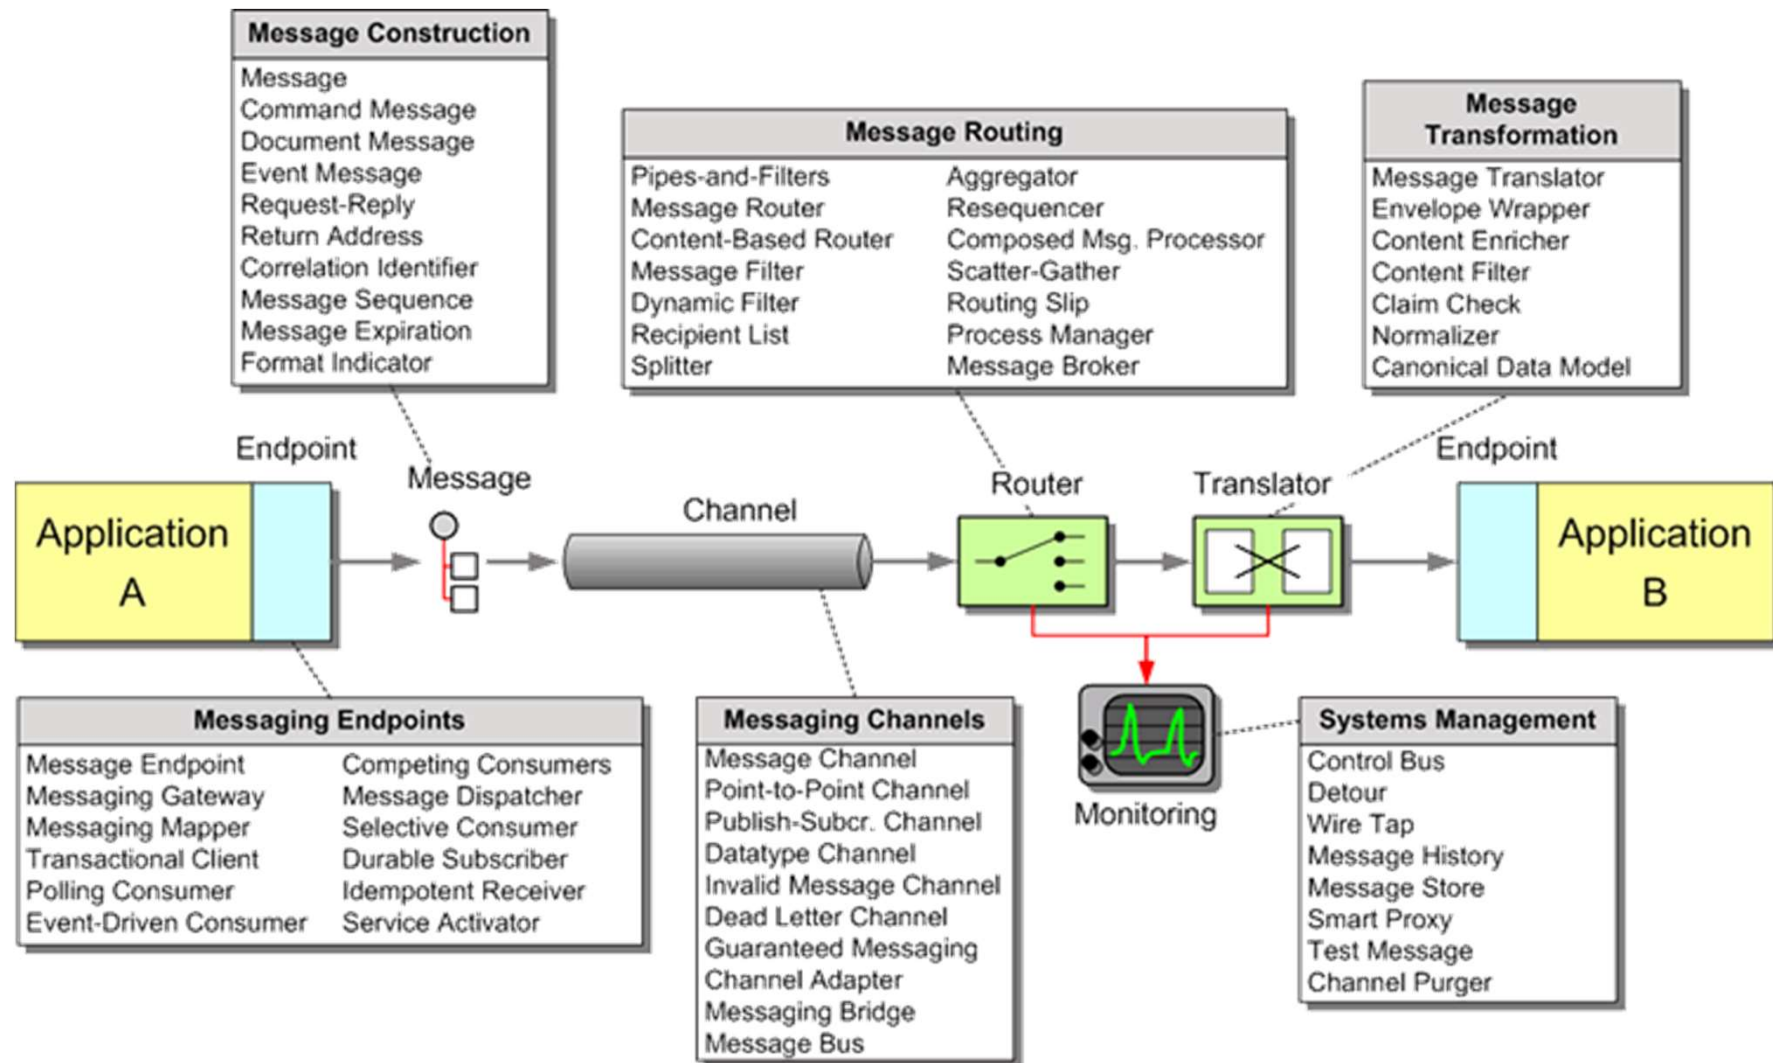 Message Construction
Message
Command Message
Document Message
Event Message
Request-Reply
Return Address
Correlation Identifier
Message Sequence
Message Expiration
Format Indicator
Message Routing
Pipes-and-Filters
Message Router
Content-Based Router
Message Filter
Dynamic Filter
Recipient List
Splitter
Aggregator
Resequencer
Composed Msg. Processor
Scatter-Gather
Routing Slip
Process Manager
Message Broker
Message
Transformation
Message Translator
Envelope Wrapper
Content Enricher
Content Filter
Claim Check
Normalizer
Canonical Data Model
Endpoint
Message
Channel
Router
Translator
Endpoint
Application
A
Application
B
Messaging Endpoints
Message Endpoint
Messaging Gateway
Messaging Mapper
Transactional Client
Polling Consumer
Event-Driven Consumer
Competing Consumers
Message Dispatcher
Selective Consumer
Durable Subscriber
Idempotent Receiver
Service Activator
Messaging Channels
Message Channel
Point-to-Point Channel
Publish-Subcr. Channel
Datatype Channel
Invalid Message Channel
Dead Letter Channel
Guaranteed Messaging
Channel Adapter
Messaging Bridge
Message Bus
Monitoring
Systems Management
Control Bus
Detour
Wire Tap
Message History
Message Store
Smart Proxy
Test Message
Channel Purger